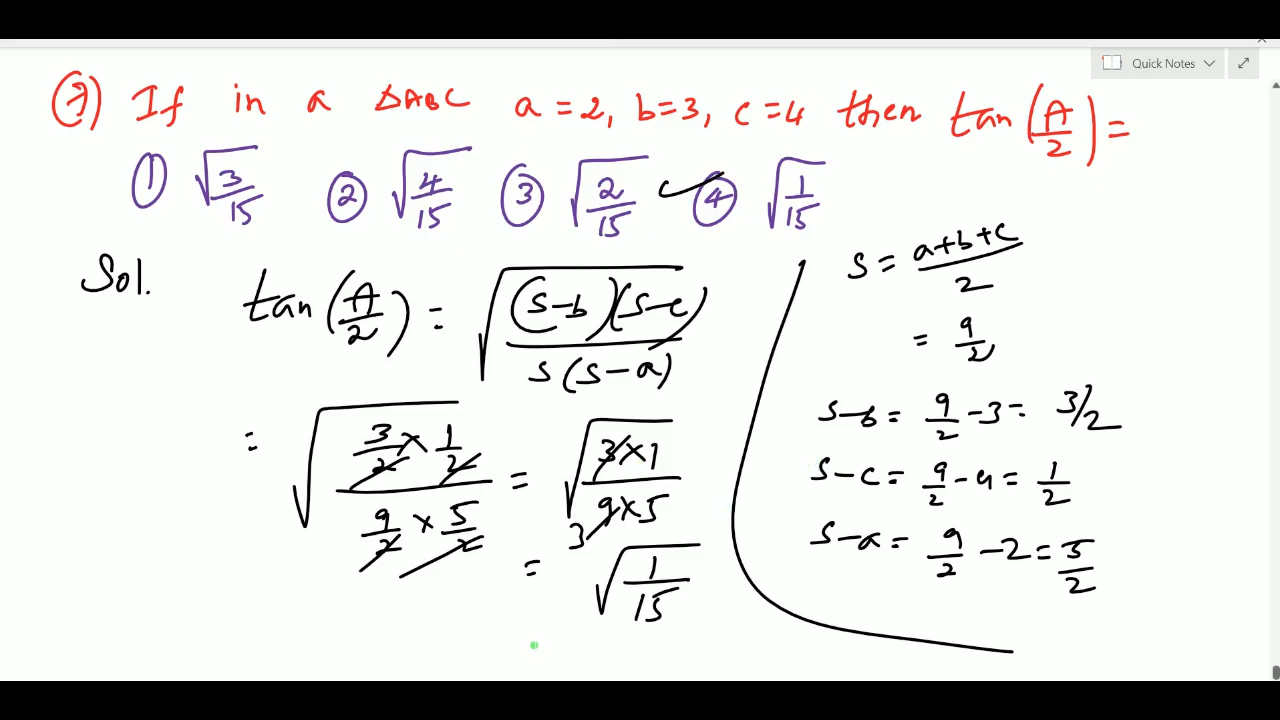 Quick Notes
7) If in a ΔABC a=2, b=3, c=4 then tan(A/2) =
① √(3/15) ② √(4/15) ③ √(2/15) ✓④ √(1/15)
Sol. tan(A/2) = √((s-b)(s-c)/s(s-a))
= √((3/2 × 1/2)/(9/2 × 5/2)) = √((3×1)/(9×5))
3
= √(1/15)
s = (a+b+c)/2
= 9/2
s-b = 9/2 -3 = 3/2
s-c = 9/2 -4 = 1/2
s-a = 9/2 -2 = 5/2